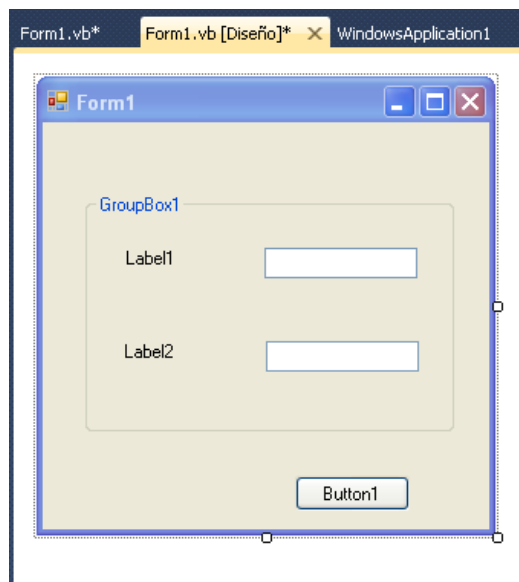 Form1.vb* Form1.vb [Diseño]* WindowsApplication1
Form1
GroupBox1
Label1
Label2
Button1